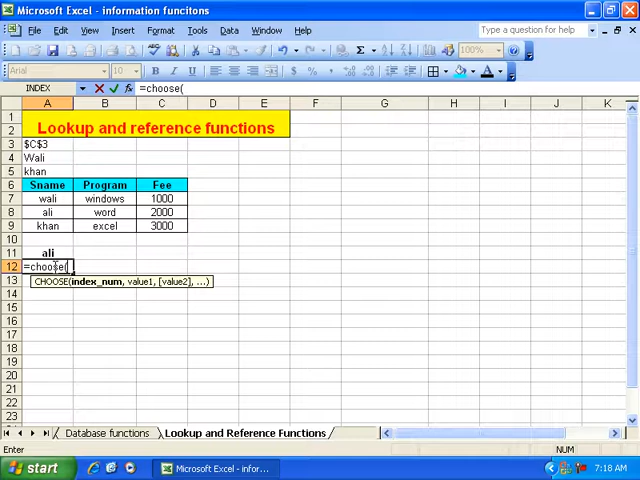 Microsoft Excel - information funcitons
File Edit View Insert Format Tools Data Window Help
Type a question for help
100%
Arial 10 B I U $ %
INDEX =choose(
A B C D E F G H I J K
1
2 Lookup and reference functions
3 $C$3
4 Wali
5 khan
6 Sname Program Fee
7 wali windows 1000
8 ali word 2000
9 khan excel 3000
10
11 ali
12 =choose(
13 CHOOSE(index_num, value1, [value2], ...)
14
15
16
17
18
19
20
21
22
23
Database functions Lookup and Reference Functions
Enter NUM
start Microsoft Excel - infor... 7:18 AM